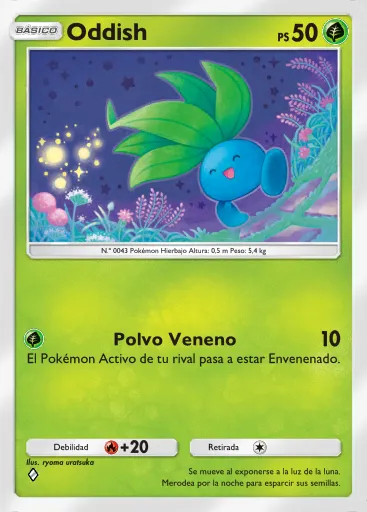 BÁSICO Oddish PS 50
N.º 0043 Pokémon Hierbajo Altura: 0,5 m Peso: 5,4 kg
Polvo Veneno 10
El Pokémon Activo de tu rival pasa a estar Envenenado.
Debilidad +20 Retirada
Ilus. ryoma uratsuka
Se mueve al exponerse a la luz de la luna.
Merodea por la noche para esparcir sus semillas.